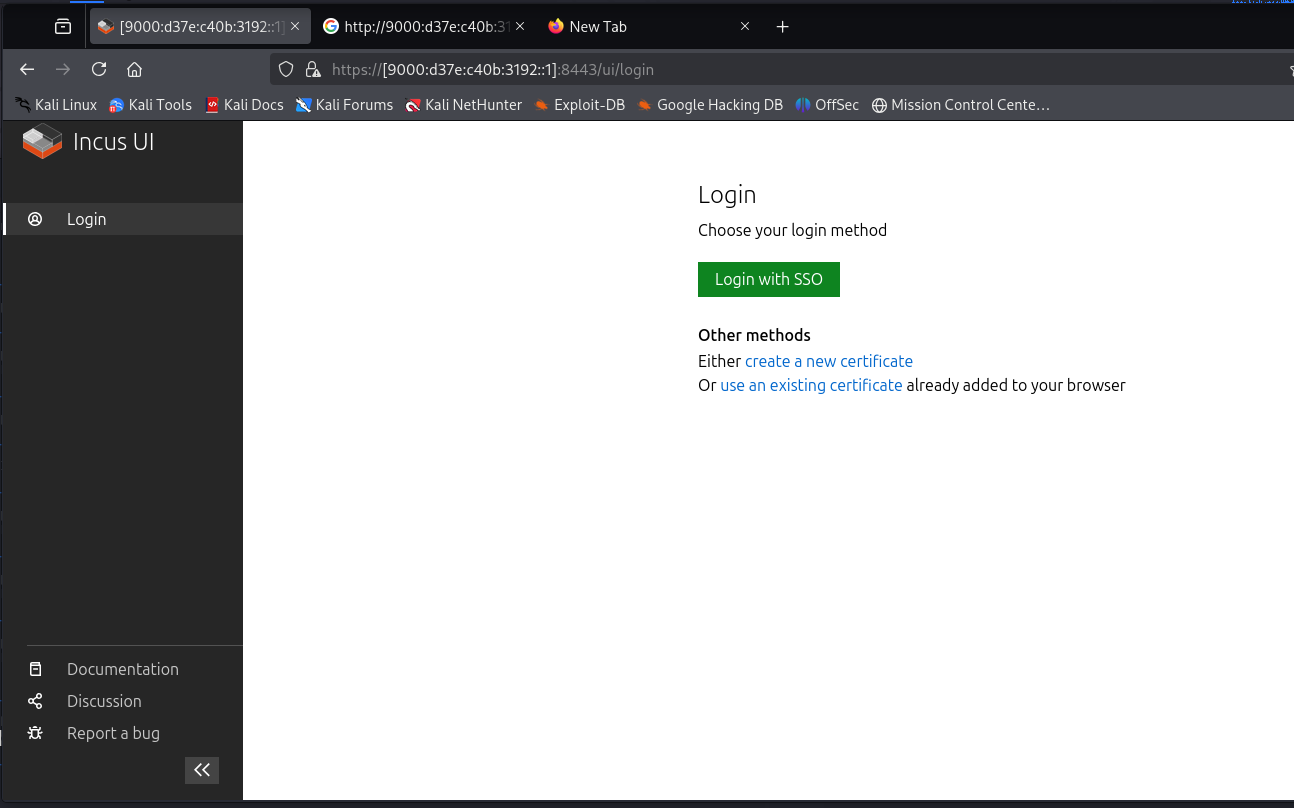 [9000:d37e:c40b:3192::1]
http://9000:d37e:c40b:31
New Tab
https://[9000:d37e:c40b:3192::1]:8443/ui/login
Kali Linux Kali Tools Kali Docs Kali Forums Kali NetHunter Exploit-DB Google Hacking DB OffSec Mission Control Cente…
Incus UI
Login
Login
Choose your login method
Login with SSO
Other methods
Either create a new certificate
Or use an existing certificate already added to your browser
Documentation
Discussion
Report a bug